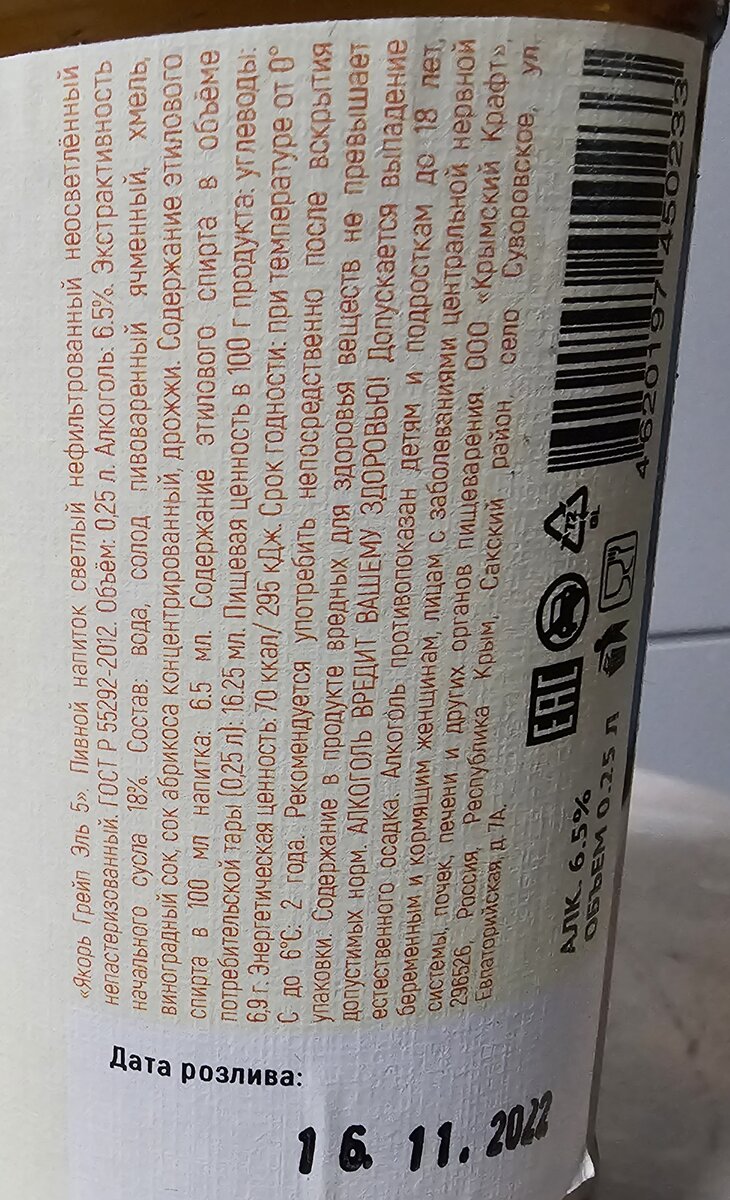 «Якорь Грейп Эль 5». Пивной напиток светлый нефильтрованный неосветлённый
непастеризованный. ГОСТ Р 55292-2012. Объём: 0,25 л. Алкоголь: 6.5%. Экстрактивность
начального сусла 18%. Состав: вода, солод пивоваренный ячменный, хмель,
виноградный сок, сок абрикоса концентрированный, дрожжи. Содержание этилового
спирта в 100 мл напитка: 6.5 мл. Содержание этилового спирта в объёме
потребительской тары (0,25 л): 16.25 мл. Пищевая ценность в 100 г продукта: углеводы:
6,9 г. Энергетическая ценность: 70 ккал/ 295 кДж. Срок годности: при температуре от 0°
С до 6°С: 2 года. Рекомендуется употребить непосредственно после вскрытия
упаковки. Содержание в продукте вредных для здоровья веществ не превышает
допустимых норм. АЛКОГОЛЬ ВРЕДИТ ВАШЕМУ ЗДОРОВЬЮ! Допускается выпадение
естественного осадка. Алкоголь противопоказан детям и подросткам до 18 лет,
беременным и кормящим женщинам, лицам с заболеваниями центральной нервной
системы, почек, печени и других органов пищеварения. ООО «Крымский Крафт»,
296526, Россия, Республика Крым, Сакский район, село Суворовское, ул.
Евпаторийская, д. 7А.
АЛК. 6.5%
ОБЪЕМ 0.25 Л
EAC
72
GL
4620197450233
Дата розлива:
16. 11. 2022